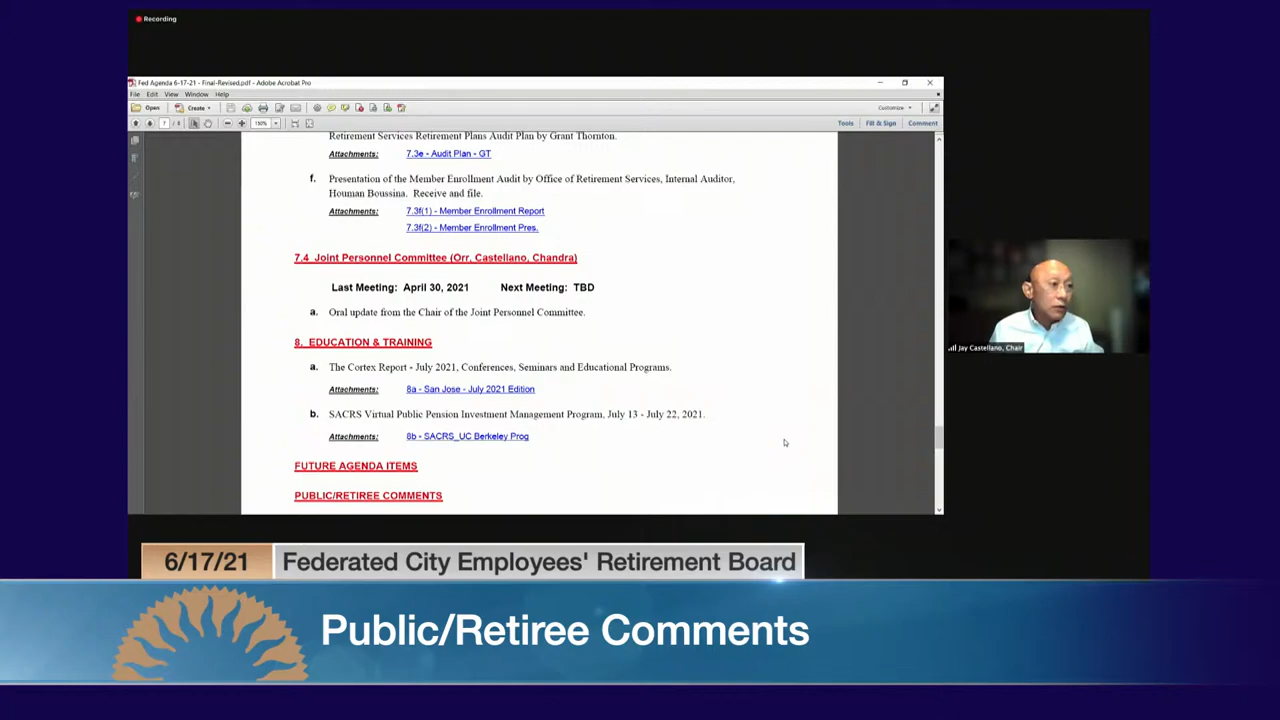 Recording
Fed Agenda 6-17-21 - Final-Revised.pdf - Adobe Acrobat Pro
File Edit View Window Help
Open Create Customize
7 / 8 150% Tools Fill & Sign Comment
Retirement Services Retirement Plans Audit Plan by Grant Thornton.
Attachments: 7.3e - Audit Plan - GT
f. Presentation of the Member Enrollment Audit by Office of Retirement Services, Internal Auditor,
Houman Boussina. Receive and file.
Attachments: 7.3f(1) - Member Enrollment Report
7.3f(2) - Member Enrollment Pres.
7.4 Joint Personnel Committee (Orr, Castellano, Chandra)
Last Meeting: April 30, 2021 Next Meeting: TBD
a. Oral update from the Chair of the Joint Personnel Committee.
8. EDUCATION & TRAINING
a. The Cortex Report - July 2021, Conferences, Seminars and Educational Programs.
Attachments: 8a - San Jose - July 2021 Edition
b. SACRS Virtual Public Pension Investment Management Program, July 13 - July 22, 2021.
Attachments: 8b - SACRS_UC Berkeley Prog
FUTURE AGENDA ITEMS
PUBLIC/RETIREE COMMENTS
Jay Castellano, Chair
6/17/21 Federated City Employees' Retirement Board
Public/Retiree Comments